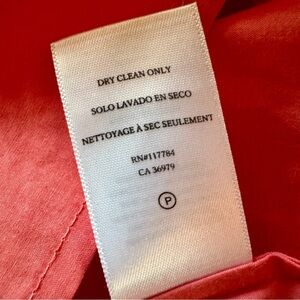 DRY CLEAN ONLY
SOLO LAVADO EN SECO
NETTOYAGE À SEC SEULEMENT
RN#117784
CA 36979
P